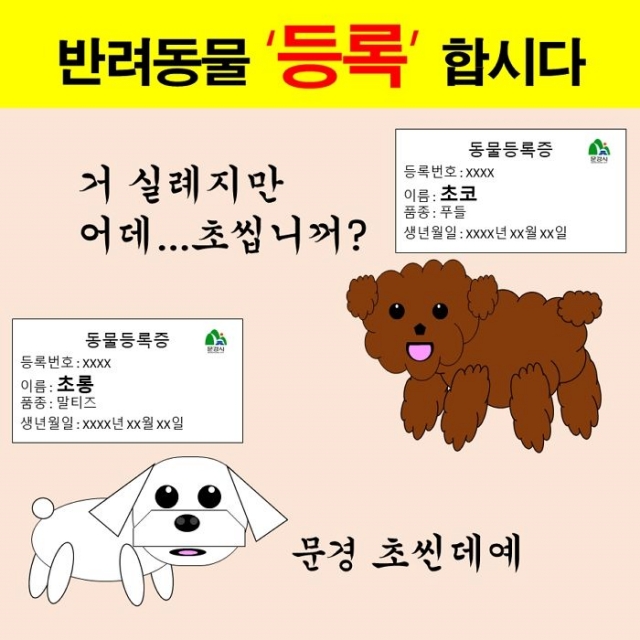 반려동물 '등록' 합시다
동물등록증
문경시
등록번호 : xxxx
이름 : 초코
품종 : 푸들
생년월일 : xxxx년 xx월 xx일
거 실례지만
어데...초씹니꺼?
동물등록증
문경시
등록번호 : xxxx
이름 : 초롱
품종 : 말티즈
생년월일 : xxxx년 xx월 xx일
문경 초씬데예